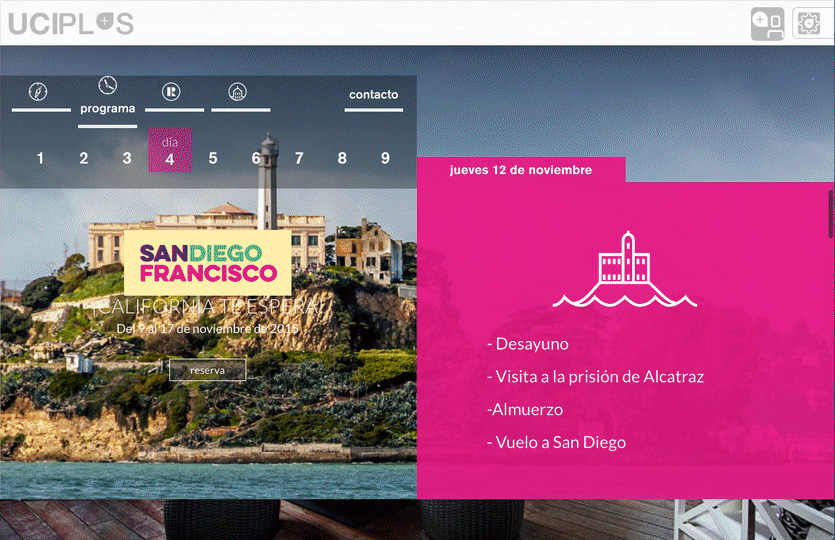 UCIPLUS
programa
contacto
día
1 2 3 4 5 6 7 8 9
jueves 12 de noviembre
SANDIEGO
FRANCISCO
¡CALIFORNIA TE ESPERA!
Del 9 al 17 de noviembre de 2015
reserva
- Desayuno
- Visita a la prisión de Alcatraz
-Almuerzo
- Vuelo a San Diego